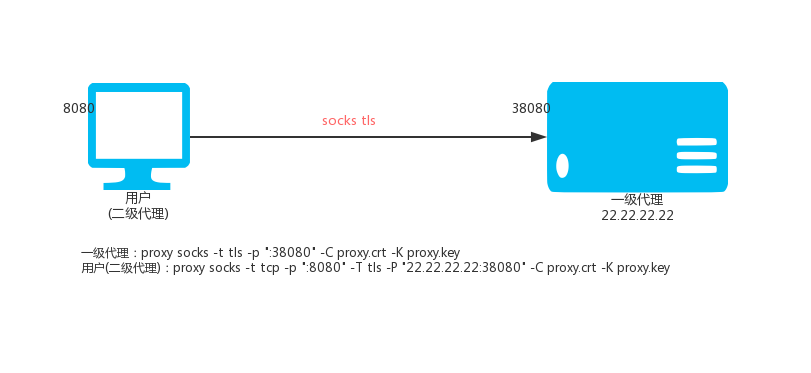 8080
socks tls
38080
用户
(二级代理)
一级代理
22.22.22.22
一级代理：proxy socks -t tls -p ":38080" -C proxy.crt -K proxy.key
用户(二级代理)：proxy socks -t tcp -p ":8080" -T tls -P "22.22.22.22:38080" -C proxy.crt -K proxy.key